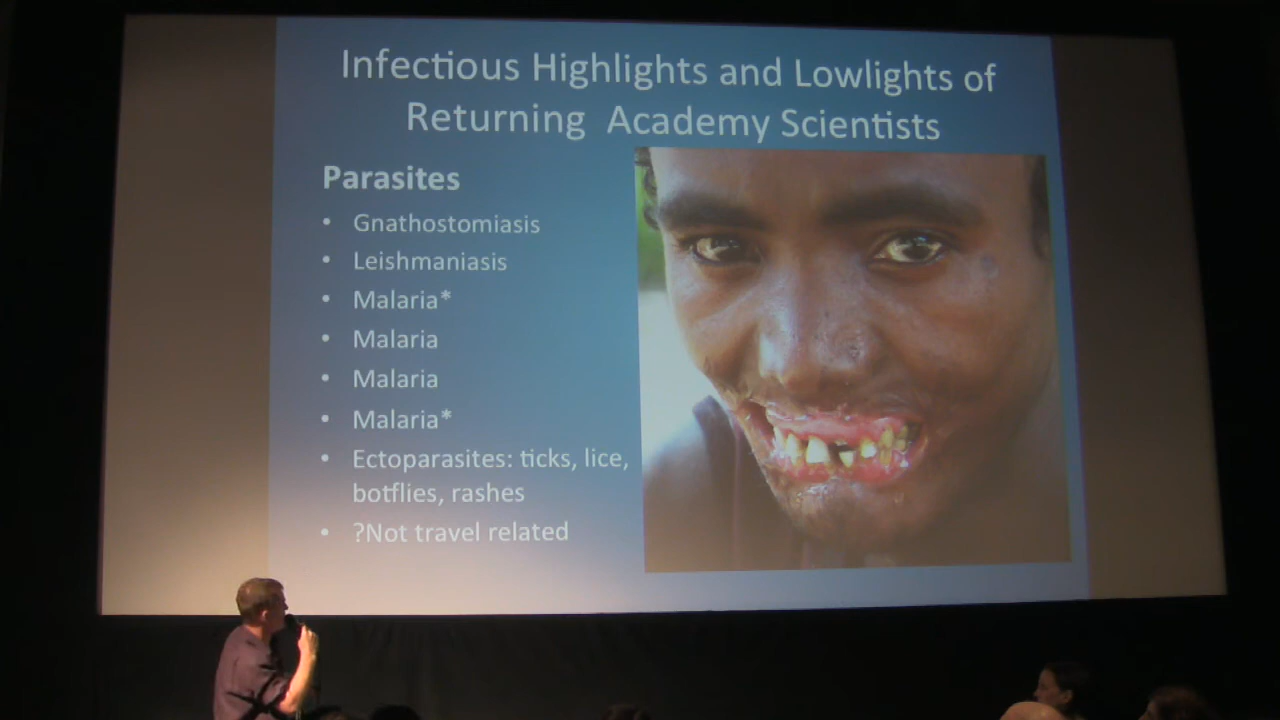 Infectious Highlights and Lowlights of
Returning Academy Scientists
Parasites
• Gnathostomiasis
• Leishmaniasis
• Malaria*
• Malaria
• Malaria
• Malaria*
• Ectoparasites: ticks, lice,
botflies, rashes
• ?Not travel related